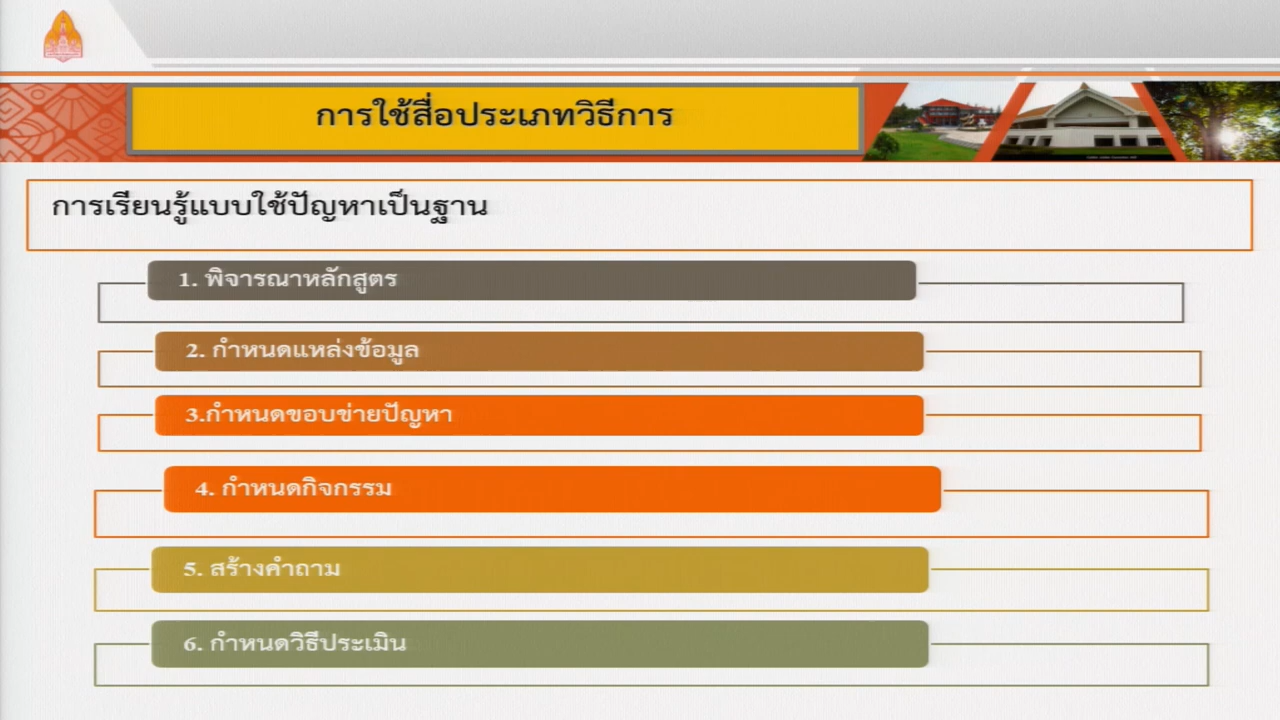 การใช้สื่อประเภทวิธีการ
การเรียนรู้แบบใช้ปัญหาเป็นฐาน
1. พิจารณาหลักสูตร
2. กำหนดแหล่งข้อมูล
3.กำหนดขอบข่ายปัญหา
4. กำหนดกิจกรรม
5. สร้างคำถาม
6. กำหนดวิธีประเมิน